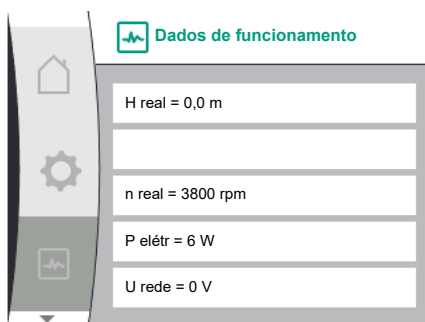 Dados de funcionamento
H real = 0,0 m
n real = 3800 rpm
P elétr = 6 W
U rede = 0 V